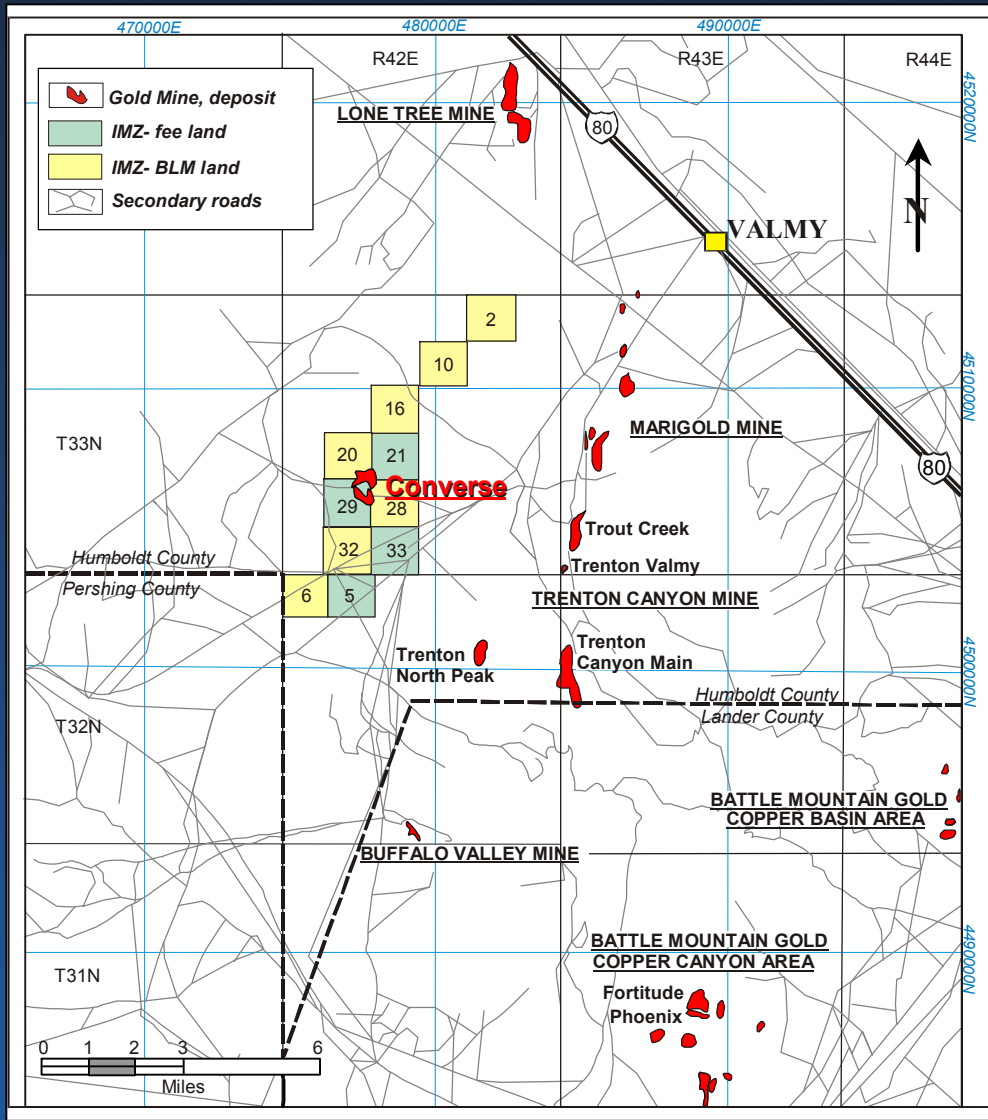 470000E
480000E
490000E
R42E
R43E
R44E
Gold Mine, deposit
IMZ- fee land
IMZ- BLM land
Secondary roads
LONE TREE MINE
80
4520000N
N
VALMY
2
10
4510000N
16
T33N
20
21
MARIGOLD MINE
80
Converse
29
28
Trout Creek
32
33
Humboldt County
Pershing County
Trenton Valmy
6
5
TRENTON CANYON MINE
Trenton
North Peak
Trenton
Canyon Main
4500000N
Humboldt County
Lander County
T32N
BATTLE MOUNTAIN GOLD
COPPER BASIN AREA
BUFFALO VALLEY MINE
BATTLE MOUNTAIN GOLD
COPPER CANYON AREA
4490000N
T31N
Fortitude
Phoenix
0 1 2 3 6
Miles